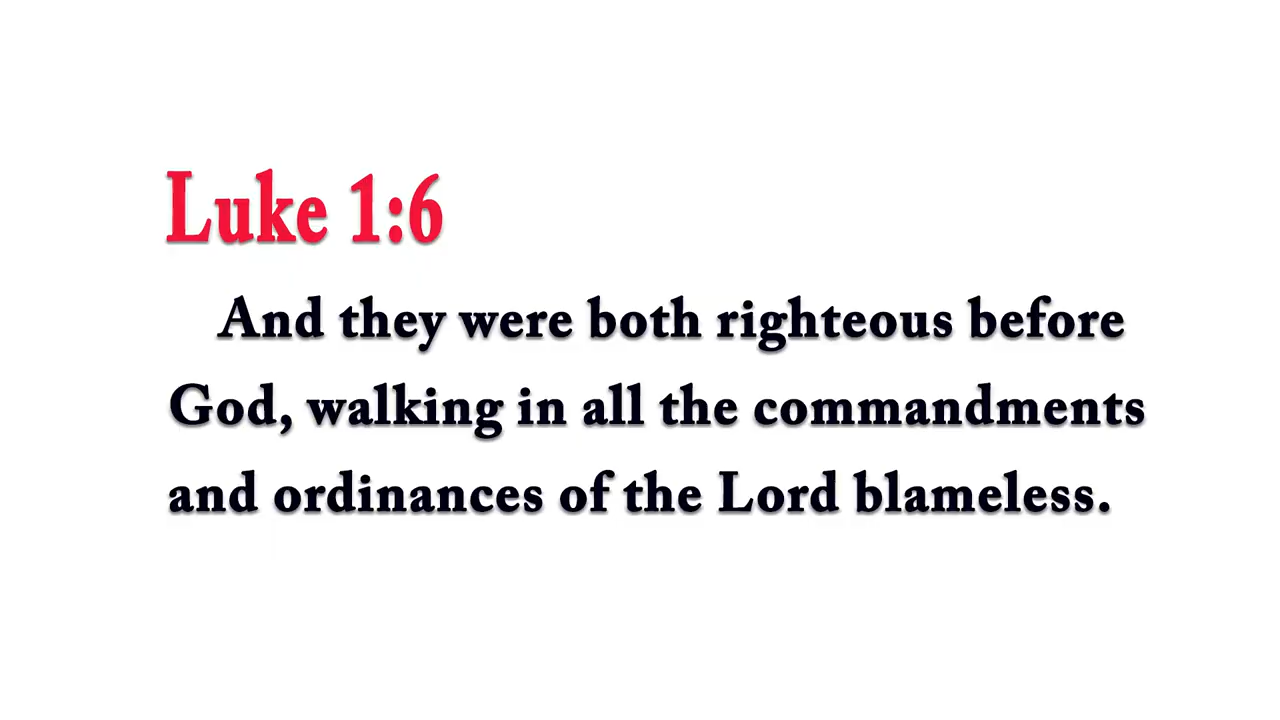 Luke 1:6
And they were both righteous before
God, walking in all the commandments
and ordinances of the Lord blameless.